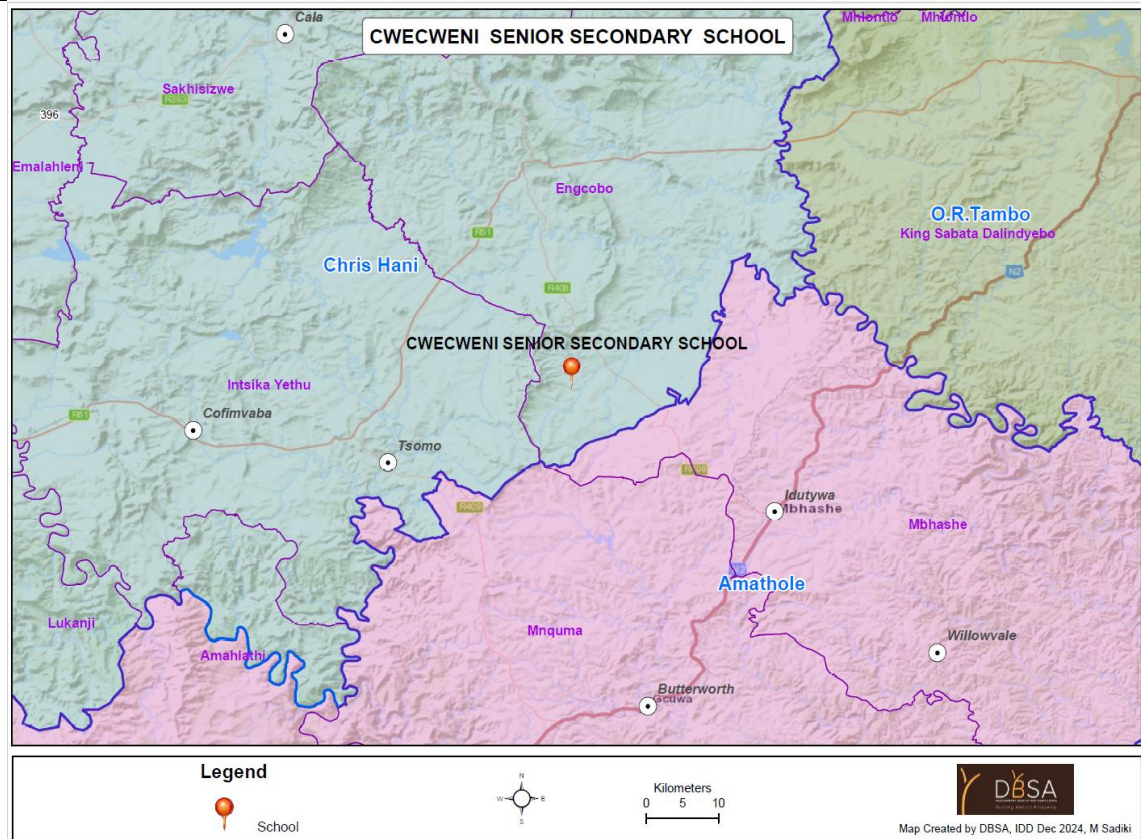 Cala
Mhlontlo Mhlontlo
CWECWENI SENIOR SECONDARY SCHOOL
Sakhisizwe
R393
396
Emalahleni
Engcobo
O.R.Tambo
King Sabata Dalindyebo
R61
Chris Hani
N2
R408
CWECWENI SENIOR SECONDARY SCHOOL
Intsika Yethu
R61
Cofimvaba
Tsomo
R409
Idutywa
Mbhashe
Mbhashe
Amathole
Lukanji
Mnquma
Amahlathi
Willowvale
Butterworth
Gcuwa
Legend
School
N
W E
S
Kilometers
0 5 10
DBSA
Map Created by DBSA, IDD Dec 2024, M Sadiki